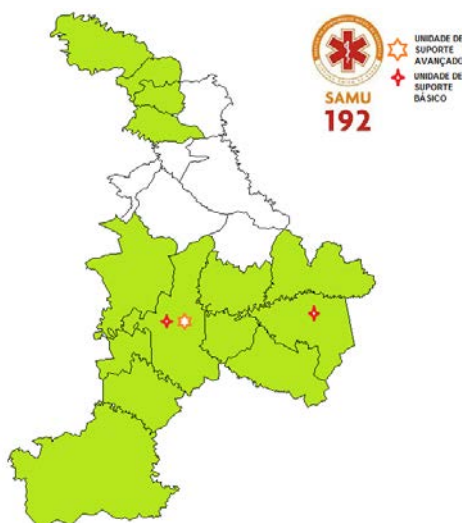 SAMU
192
UNIDADE DE
SUPORTE
AVANÇADO
UNIDADE DE
SUPORTE
BÁSICO